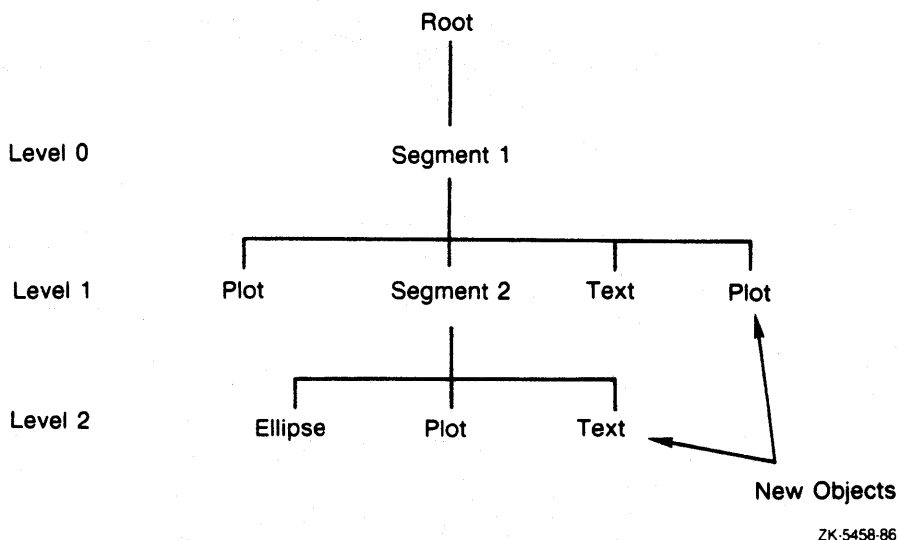 Root
Level 0 Segment 1
Level 1 Plot Segment 2 Text Plot
Level 2 Ellipse Plot Text
New Objects
ZK-5458-86